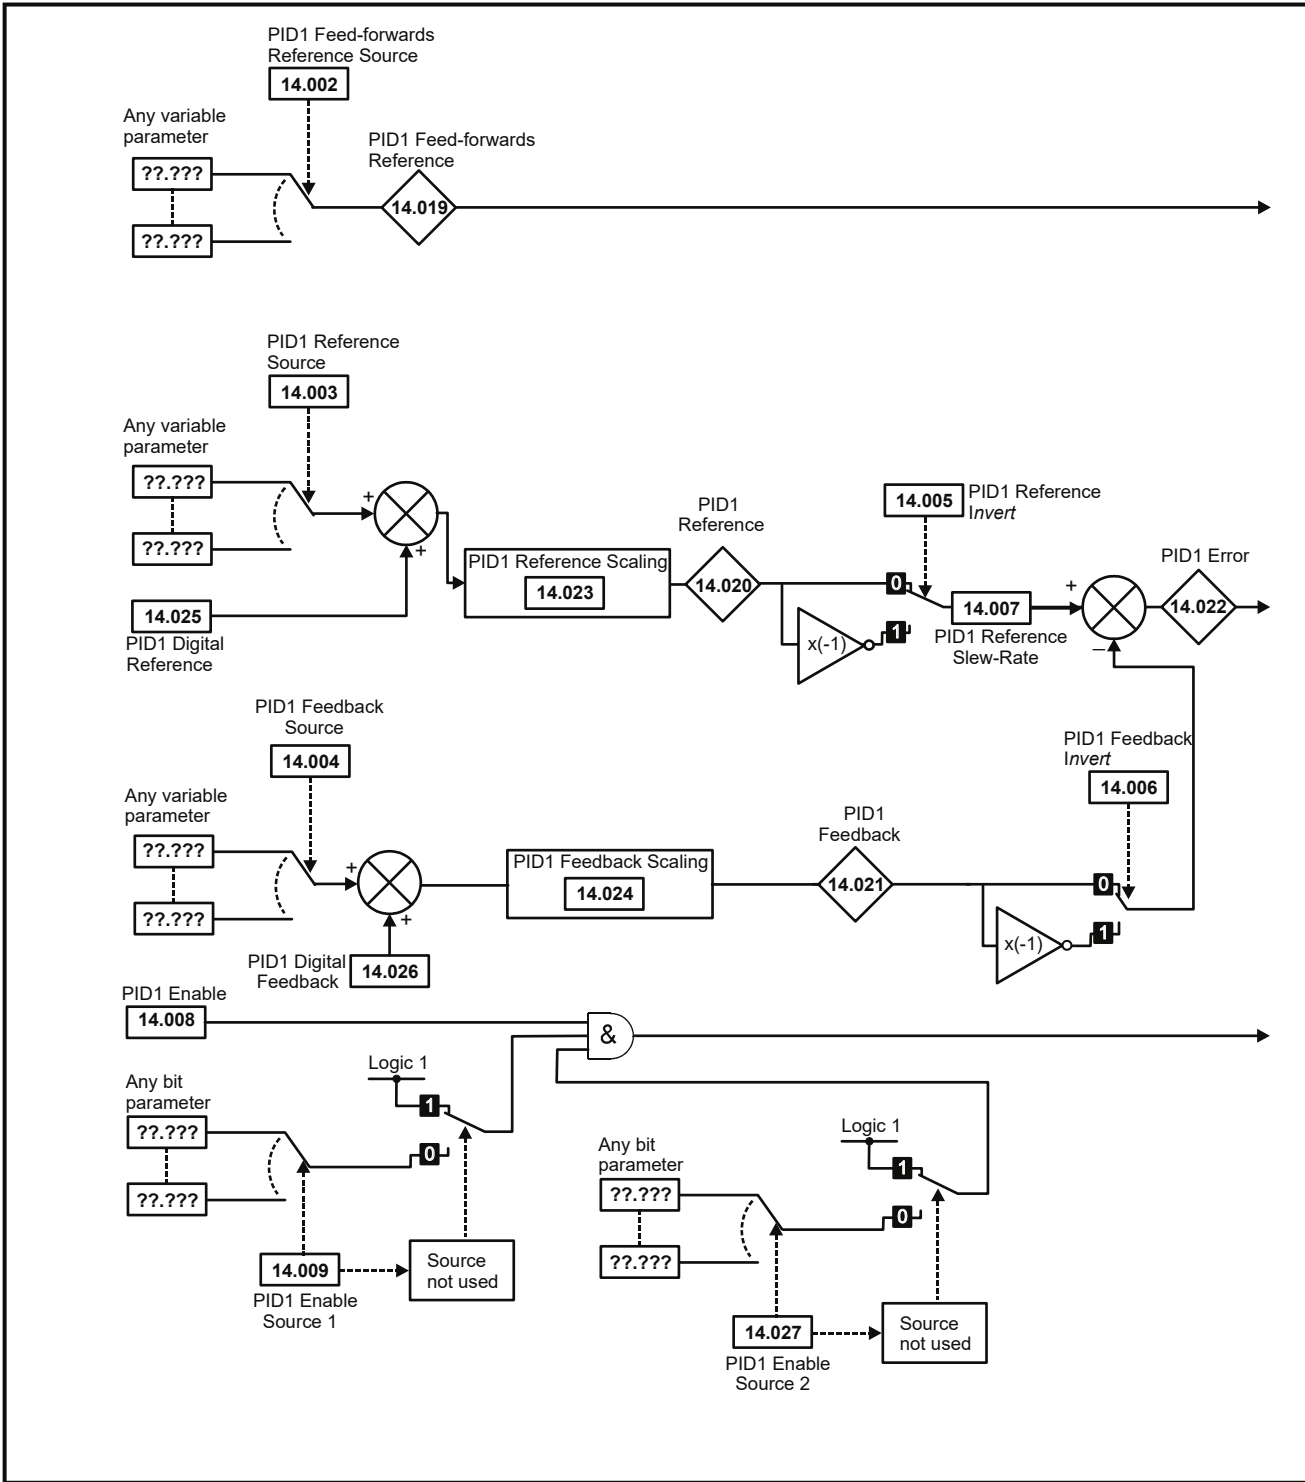 PID1 Feed-forwards
Reference Source
14.002
Any variable
parameter
??.???
??.???
PID1 Feed-forwards
Reference
14.019
PID1 Reference
Source
14.003
Any variable
parameter
??.???
??.???
+
+
14.025
PID1 Digital
Reference
PID1 Reference Scaling
14.023
PID1
Reference
14.020
x(-1)
0
1
14.005
PID1 Reference
Invert
14.007
PID1 Reference
Slew-Rate
+
–
PID1 Error
14.022
PID1 Feedback
Source
14.004
Any variable
parameter
??.???
??.???
+
+
PID1 Digital
Feedback
14.026
PID1 Feedback Scaling
14.024
PID1
Feedback
14.021
x(-1)
0
1
PID1 Feedback
Invert
14.006
PID1 Enable
14.008
&
Logic 1
1
0
Any bit
parameter
??.???
??.???
14.009
PID1 Enable
Source 1
Source
not used
Logic 1
1
0
Any bit
parameter
??.???
??.???
14.027
PID1 Enable
Source 2
Source
not used